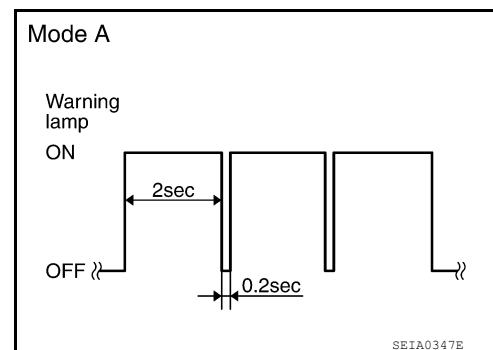 Mode A
Warning
lamp
ON
2sec
OFF
0.2sec
SEIA0347E